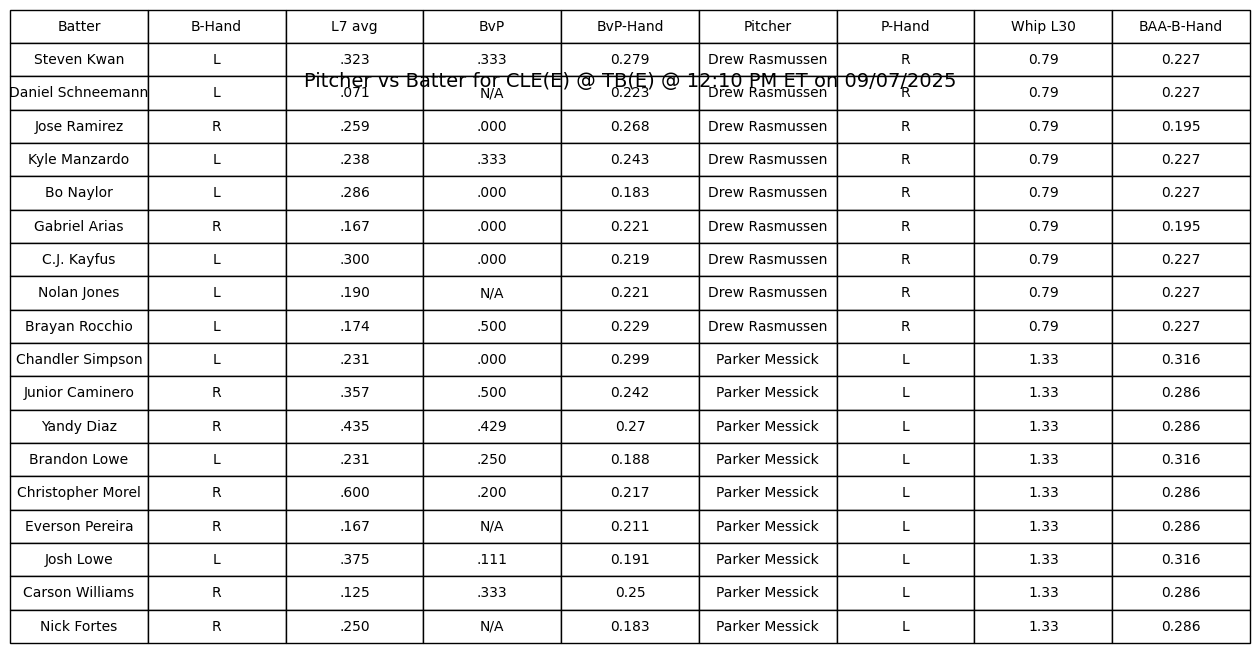 Batter B-Hand L7 avg BvP BvP-Hand Pitcher P-Hand Whip L30 BAA-B-Hand
Steven Kwan L .323 .333 0.279 Drew Rasmussen R 0.79 0.227
Pitcher vs Batter for CLE(E) @ TB(E) @ 12:10 PM ET on 09/07/2025
Daniel Schneemann L .071 N/A 0.223 Drew Rasmussen R 0.79 0.227
Jose Ramirez R .259 .000 0.268 Drew Rasmussen R 0.79 0.195
Kyle Manzardo L .238 .333 0.243 Drew Rasmussen R 0.79 0.227
Bo Naylor L .286 .000 0.183 Drew Rasmussen R 0.79 0.227
Gabriel Arias R .167 .000 0.221 Drew Rasmussen R 0.79 0.195
C.J. Kayfus L .300 .000 0.219 Drew Rasmussen R 0.79 0.227
Nolan Jones L .190 N/A 0.221 Drew Rasmussen R 0.79 0.227
Brayan Rocchio L .174 .500 0.229 Drew Rasmussen R 0.79 0.227
Chandler Simpson L .231 .000 0.299 Parker Messick L 1.33 0.316
Junior Caminero R .357 .500 0.242 Parker Messick L 1.33 0.286
Yandy Diaz R .435 .429 0.27 Parker Messick L 1.33 0.286
Brandon Lowe L .231 .250 0.188 Parker Messick L 1.33 0.316
Christopher Morel R .600 .200 0.217 Parker Messick L 1.33 0.286
Everson Pereira R .167 N/A 0.211 Parker Messick L 1.33 0.286
Josh Lowe L .375 .111 0.191 Parker Messick L 1.33 0.316
Carson Williams R .125 .333 0.25 Parker Messick L 1.33 0.286
Nick Fortes R .250 N/A 0.183 Parker Messick L 1.33 0.286